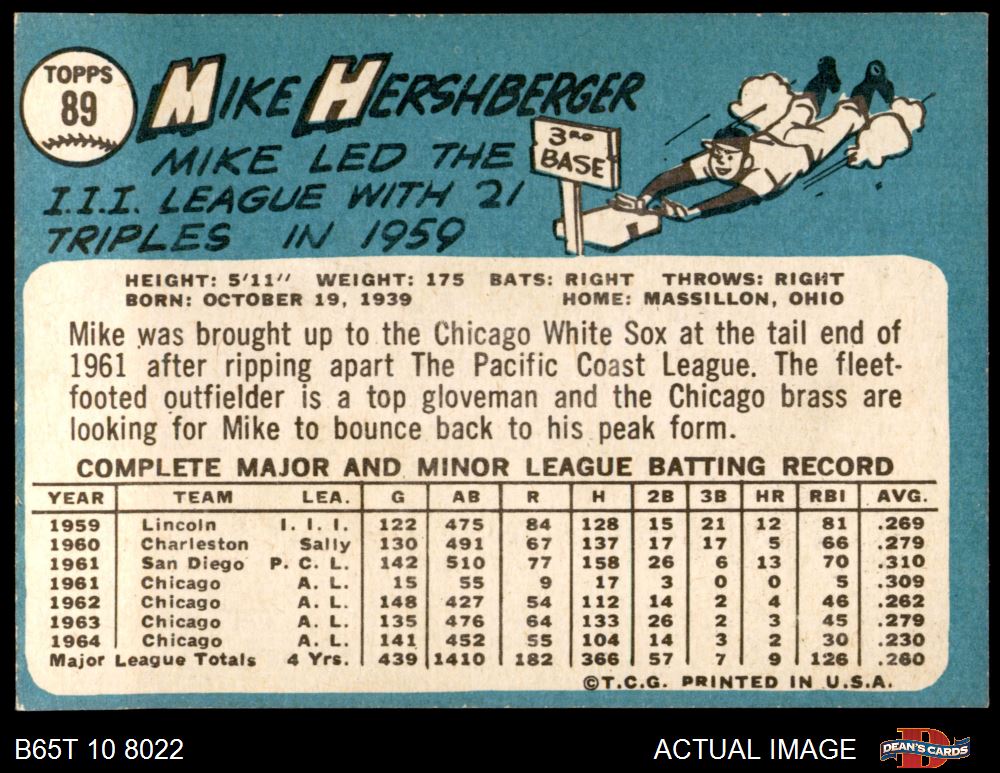 TOPPS
89
MIKE HERSHBERGER
MIKE LED THE
I.I.I. LEAGUE WITH 21
TRIPLES IN 1959
3RD
BASE
HEIGHT: 5'11" WEIGHT: 175 BATS: RIGHT THROWS: RIGHT
BORN: OCTOBER 19, 1939 HOME: MASSILLON, OHIO
Mike was brought up to the Chicago White Sox at the tail end of
1961 after ripping apart The Pacific Coast League. The fleet-
footed outfielder is a top gloveman and the Chicago brass are
looking for Mike to bounce back to his peak form.
COMPLETE MAJOR AND MINOR LEAGUE BATTING RECORD
YEAR TEAM LEA. G AB R H 2B 3B HR RBI AVG.
1959 Lincoln I. I. I. 122 475 84 128 15 21 12 81 .269
1960 Charleston Sally 130 491 67 137 17 17 5 66 .279
1961 San Diego P. C. L. 142 510 77 158 26 6 13 70 .310
1961 Chicago A. L. 15 55 9 17 3 0 0 5 .309
1962 Chicago A. L. 148 427 54 112 14 2 4 46 .262
1963 Chicago A. L. 135 476 64 133 26 2 3 45 .279
1964 Chicago A. L. 141 452 55 104 14 3 2 30 .230
Major League Totals 4 Yrs. 439 1410 182 366 57 7 9 126 .260
©T.C.G. PRINTED IN U.S.A.
B65T 10 8022 ACTUAL IMAGE DEAN'S CARDS